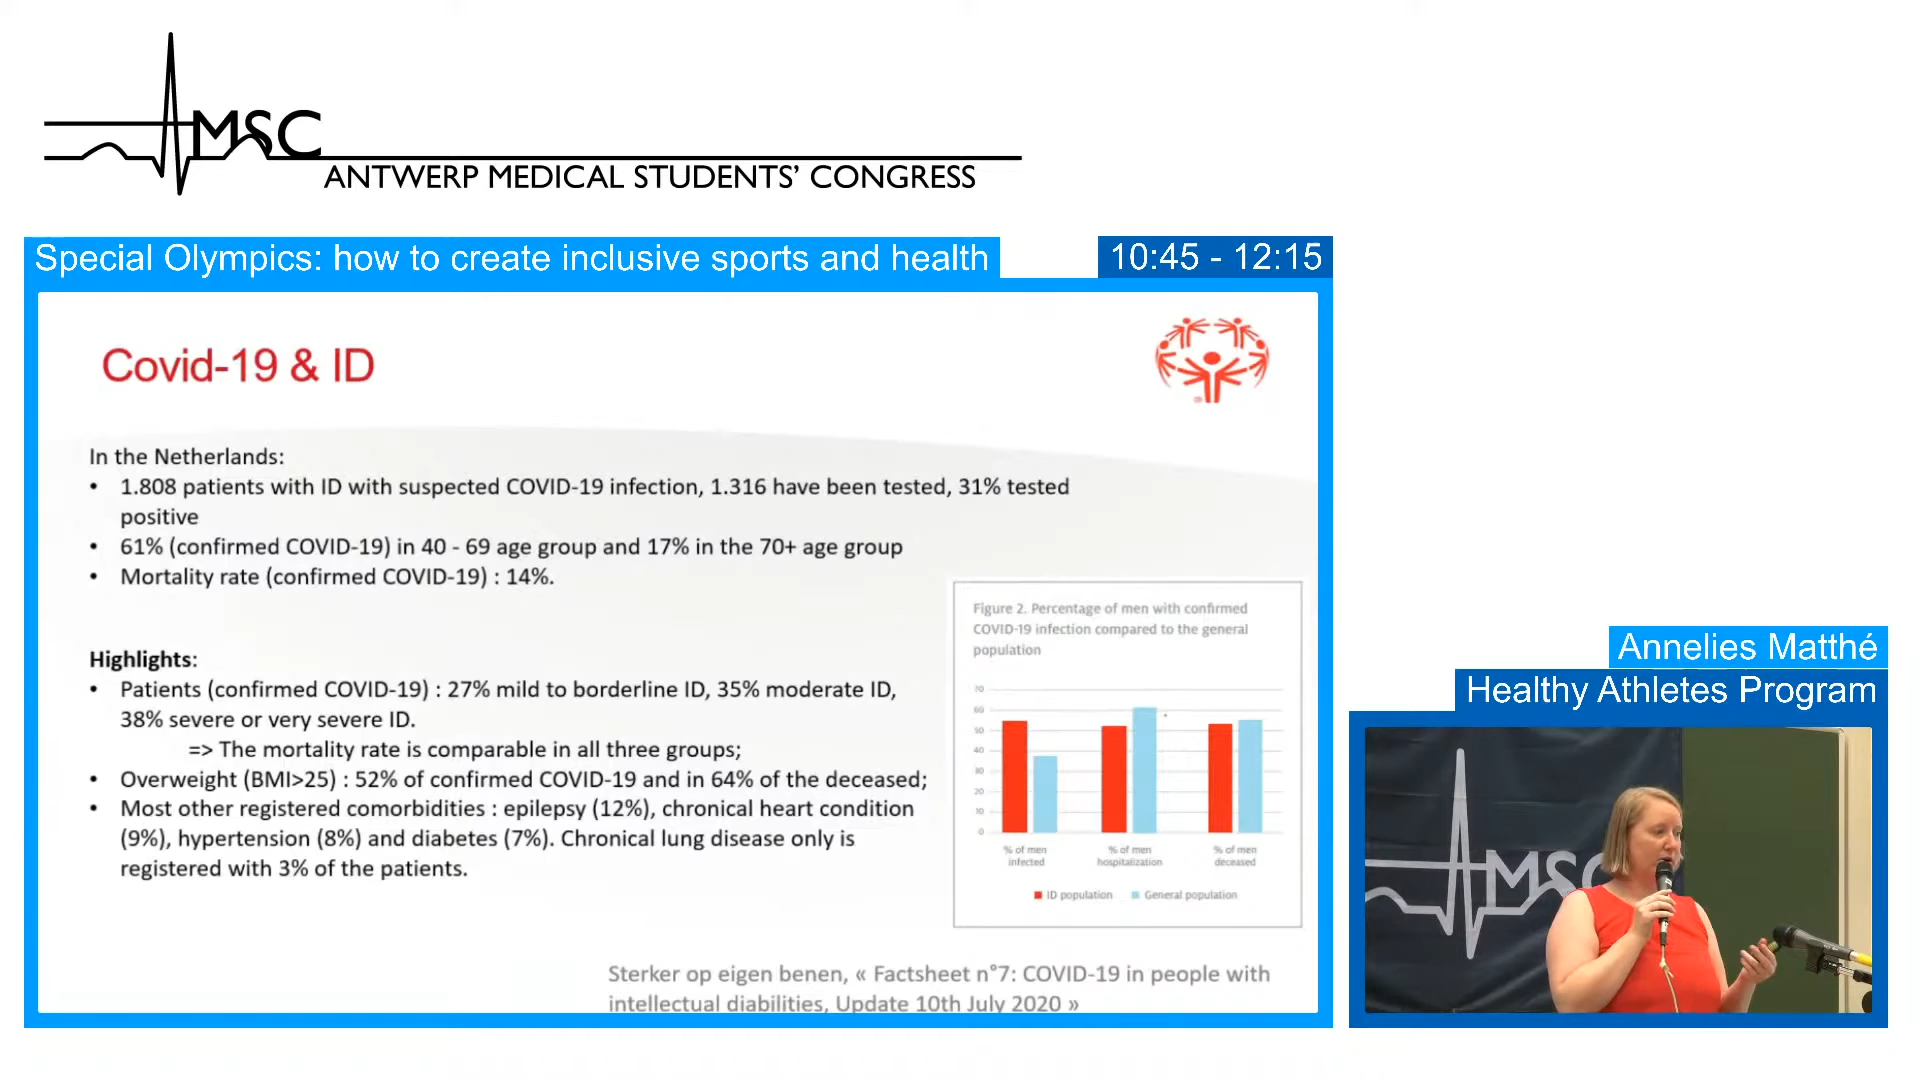 MSC
ANTWERP MEDICAL STUDENTS’ CONGRESS
Special Olympics: how to create inclusive sports and health
10:45 - 12:15
Covid-19 & ID
In the Netherlands:
• 1.808 patients with ID with suspected COVID-19 infection, 1.316 have been tested, 31% tested
positive
• 61% (confirmed COVID-19) in 40 - 69 age group and 17% in the 70+ age group
• Mortality rate (confirmed COVID-19) : 14%.
Highlights:
• Patients (confirmed COVID-19) : 27% mild to borderline ID, 35% moderate ID,
38% severe or very severe ID.
=> The mortality rate is comparable in all three groups;
• Overweight (BMI>25) : 52% of confirmed COVID-19 and in 64% of the deceased;
• Most other registered comorbidities : epilepsy (12%), chronical heart condition
(9%), hypertension (8%) and diabetes (7%). Chronical lung disease only is
registered with 3% of the patients.
Figure 2. Percentage of men with confirmed
COVID-19 infection compared to the general
population
70
60
50
40
30
20
10
0
% of men
infected
% of men
hospitalization
% of men
deceased
ID population
General population
Sterker op eigen benen, « Factsheet n°7: COVID-19 in people with
intellectual diabilities, Update 10th July 2020 »
Annelies Matthé
Healthy Athletes Program
MSC